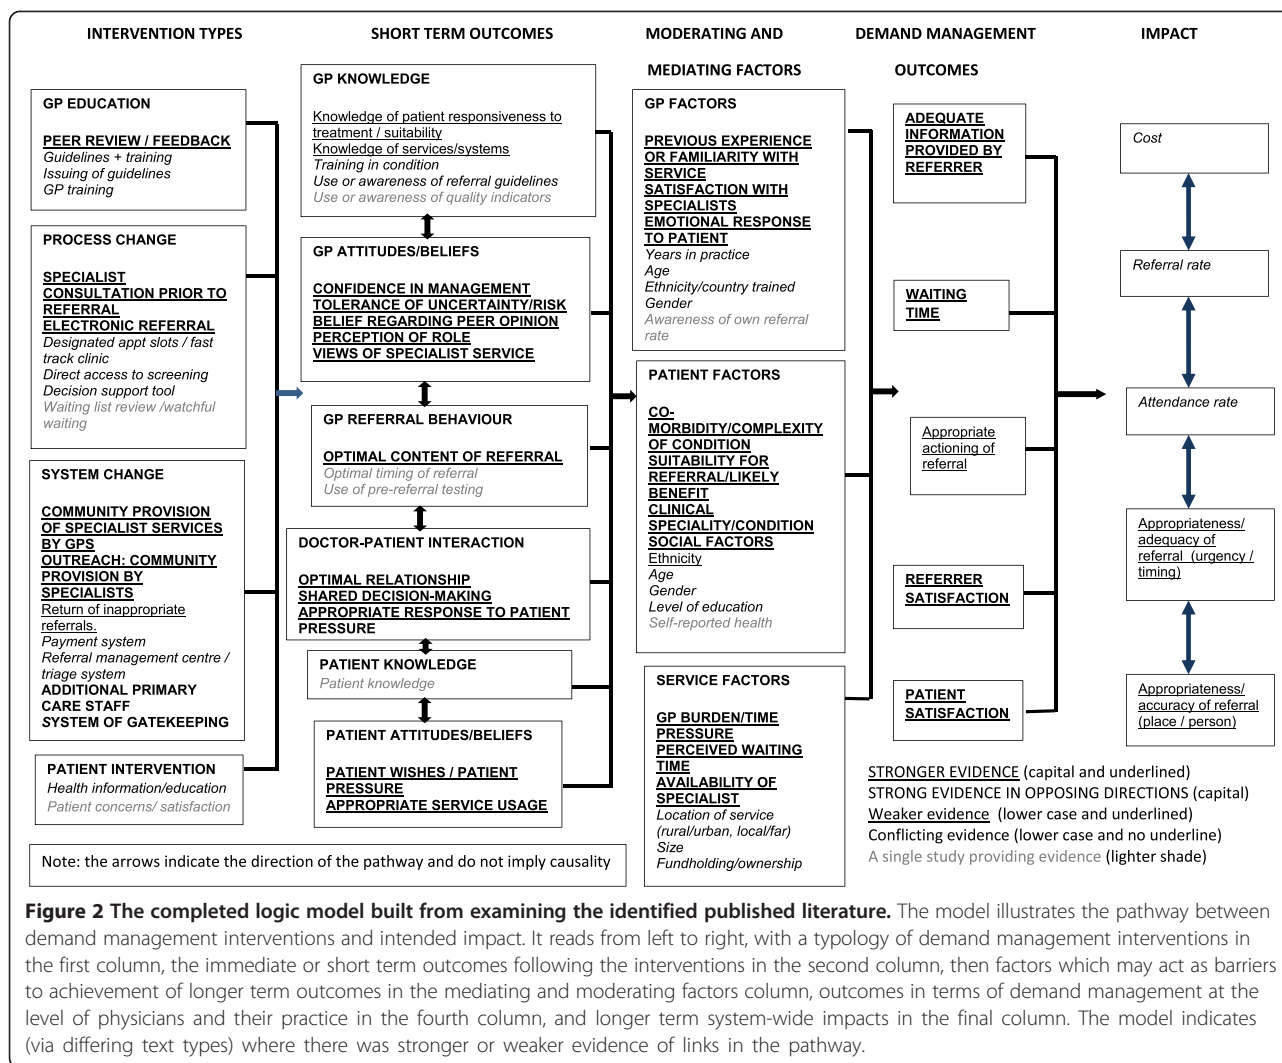 INTERVENTION TYPES
SHORT TERM OUTCOMES
MODERATING AND
MEDIATING FACTORS
DEMAND MANAGEMENT
OUTCOMES
IMPACT
GP EDUCATION
PEER REVIEW / FEEDBACK
Guidelines + training
Issuing of guidelines
GP training
PROCESS CHANGE
SPECIALIST
CONSULTATION PRIOR TO
REFERRAL
ELECTRONIC REFERRAL
Designated appt slots / fast
track clinic
Direct access to screening
Decision support tool
Waiting list review /watchful
waiting
SYSTEM CHANGE
COMMUNITY PROVISION
OF SPECIALIST SERVICES
BY GPS
OUTREACH: COMMUNITY
PROVISION BY
SPECIALISTS
Return of inappropriate
referrals.
Payment system
Referral management centre /
triage system
ADDITIONAL PRIMARY
CARE STAFF
SYSTEM OF GATEKEEPING
PATIENT INTERVENTION
Health information/education
Patient concerns/ satisfaction
GP KNOWLEDGE
Knowledge of patient responsiveness to
treatment / suitability
Knowledge of services/systems
Training in condition
Use or awareness of referral guidelines
Use or awareness of quality indicators
GP ATTITUDES/BELIEFS
CONFIDENCE IN MANAGEMENT
TOLERANCE OF UNCERTAINTY/RISK
BELIEF REGARDING PEER OPINION
PERCEPTION OF ROLE
VIEWS OF SPECIALIST SERVICE
GP REFERRAL BEHAVIOUR
OPTIMAL CONTENT OF REFERRAL
Optimal timing of referral
Use of pre-referral testing
DOCTOR-PATIENT INTERACTION
OPTIMAL RELATIONSHIP
SHARED DECISION-MAKING
APPROPRIATE RESPONSE TO PATIENT
PRESSURE
PATIENT KNOWLEDGE
Patient knowledge
PATIENT ATTITUDES/BELIEFS
PATIENT WISHES / PATIENT
PRESSURE
APPROPRIATE SERVICE USAGE
GP FACTORS
PREVIOUS EXPERIENCE
OR FAMILIARITY WITH
SERVICE
SATISFACTION WITH
SPECIALISTS
EMOTIONAL RESPONSE
TO PATIENT
Years in practice
Age
Ethnicity/country trained
Gender
Awareness of own referral
rate
PATIENT FACTORS
CO-
MORBIDITY/COMPLEXITY
OF CONDITION
SUITABILITY FOR
REFERRAL/LIKELY
BENEFIT
CLINICAL
SPECIALITY/CONDITION
SOCIAL FACTORS
Ethnicity
Age
Gender
Level of education
Self-reported health
SERVICE FACTORS
GP BURDEN/TIME
PRESSURE
PERCEIVED WAITING
TIME
AVAILABILITY OF
SPECIALIST
Location of service
(rural/urban, local/far)
Size
Fundholding/ownership
ADEQUATE
INFORMATION
PROVIDED BY
REFERRER
WAITING
TIME
Appropriate
actioning of
referral
REFERRER
SATISFACTION
PATIENT
SATISFACTION
Cost
Referral rate
Attendance rate
Appropriateness/
adequacy of
referral (urgency /
timing)
Appropriateness/
accuracy of referral
(place / person)
STRONGER EVIDENCE (capital and underlined)
STRONG EVIDENCE IN OPPOSING DIRECTIONS (capital)
Weaker evidence (lower case and underlined)
Conflicting evidence (lower case and no underline)
A single study providing evidence (lighter shade)
Note: the arrows indicate the direction of the pathway and do not imply causality
Figure 2 The completed logic model built from examining the identified published literature. The model illustrates the pathway between
demand management interventions and intended impact. It reads from left to right, with a typology of demand management interventions in
the first column, the immediate or short term outcomes following the interventions in the second column, then factors which may act as barriers
to achievement of longer term outcomes in the mediating and moderating factors column, outcomes in terms of demand management at the
level of physicians and their practice in the fourth column, and longer term system-wide impacts in the final column. The model indicates
(via differing text types) where there was stronger or weaker evidence of links in the pathway.